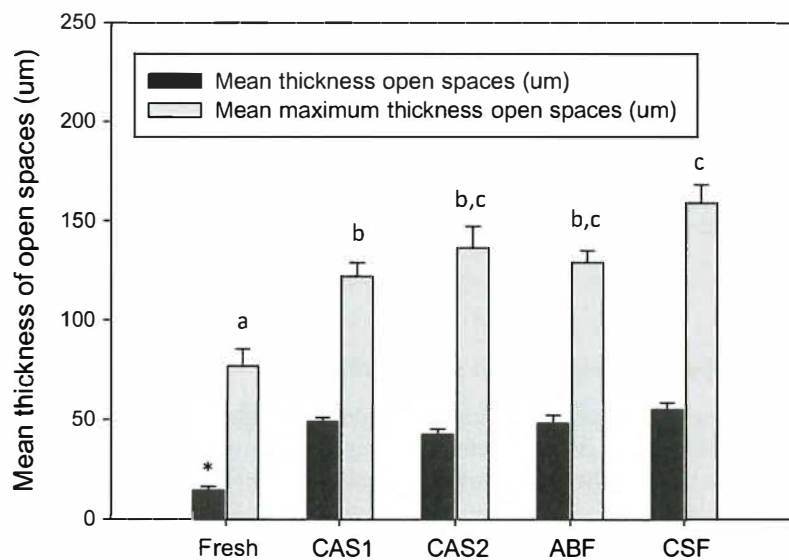 Mean thickness of open spaces (um)
250
200
150
100
50
0
Mean thickness open spaces (um)
Mean maximum thickness open spaces (um)
*
a
b
b,c
b,c
c
Fresh CAS1 CAS2 ABF CSF